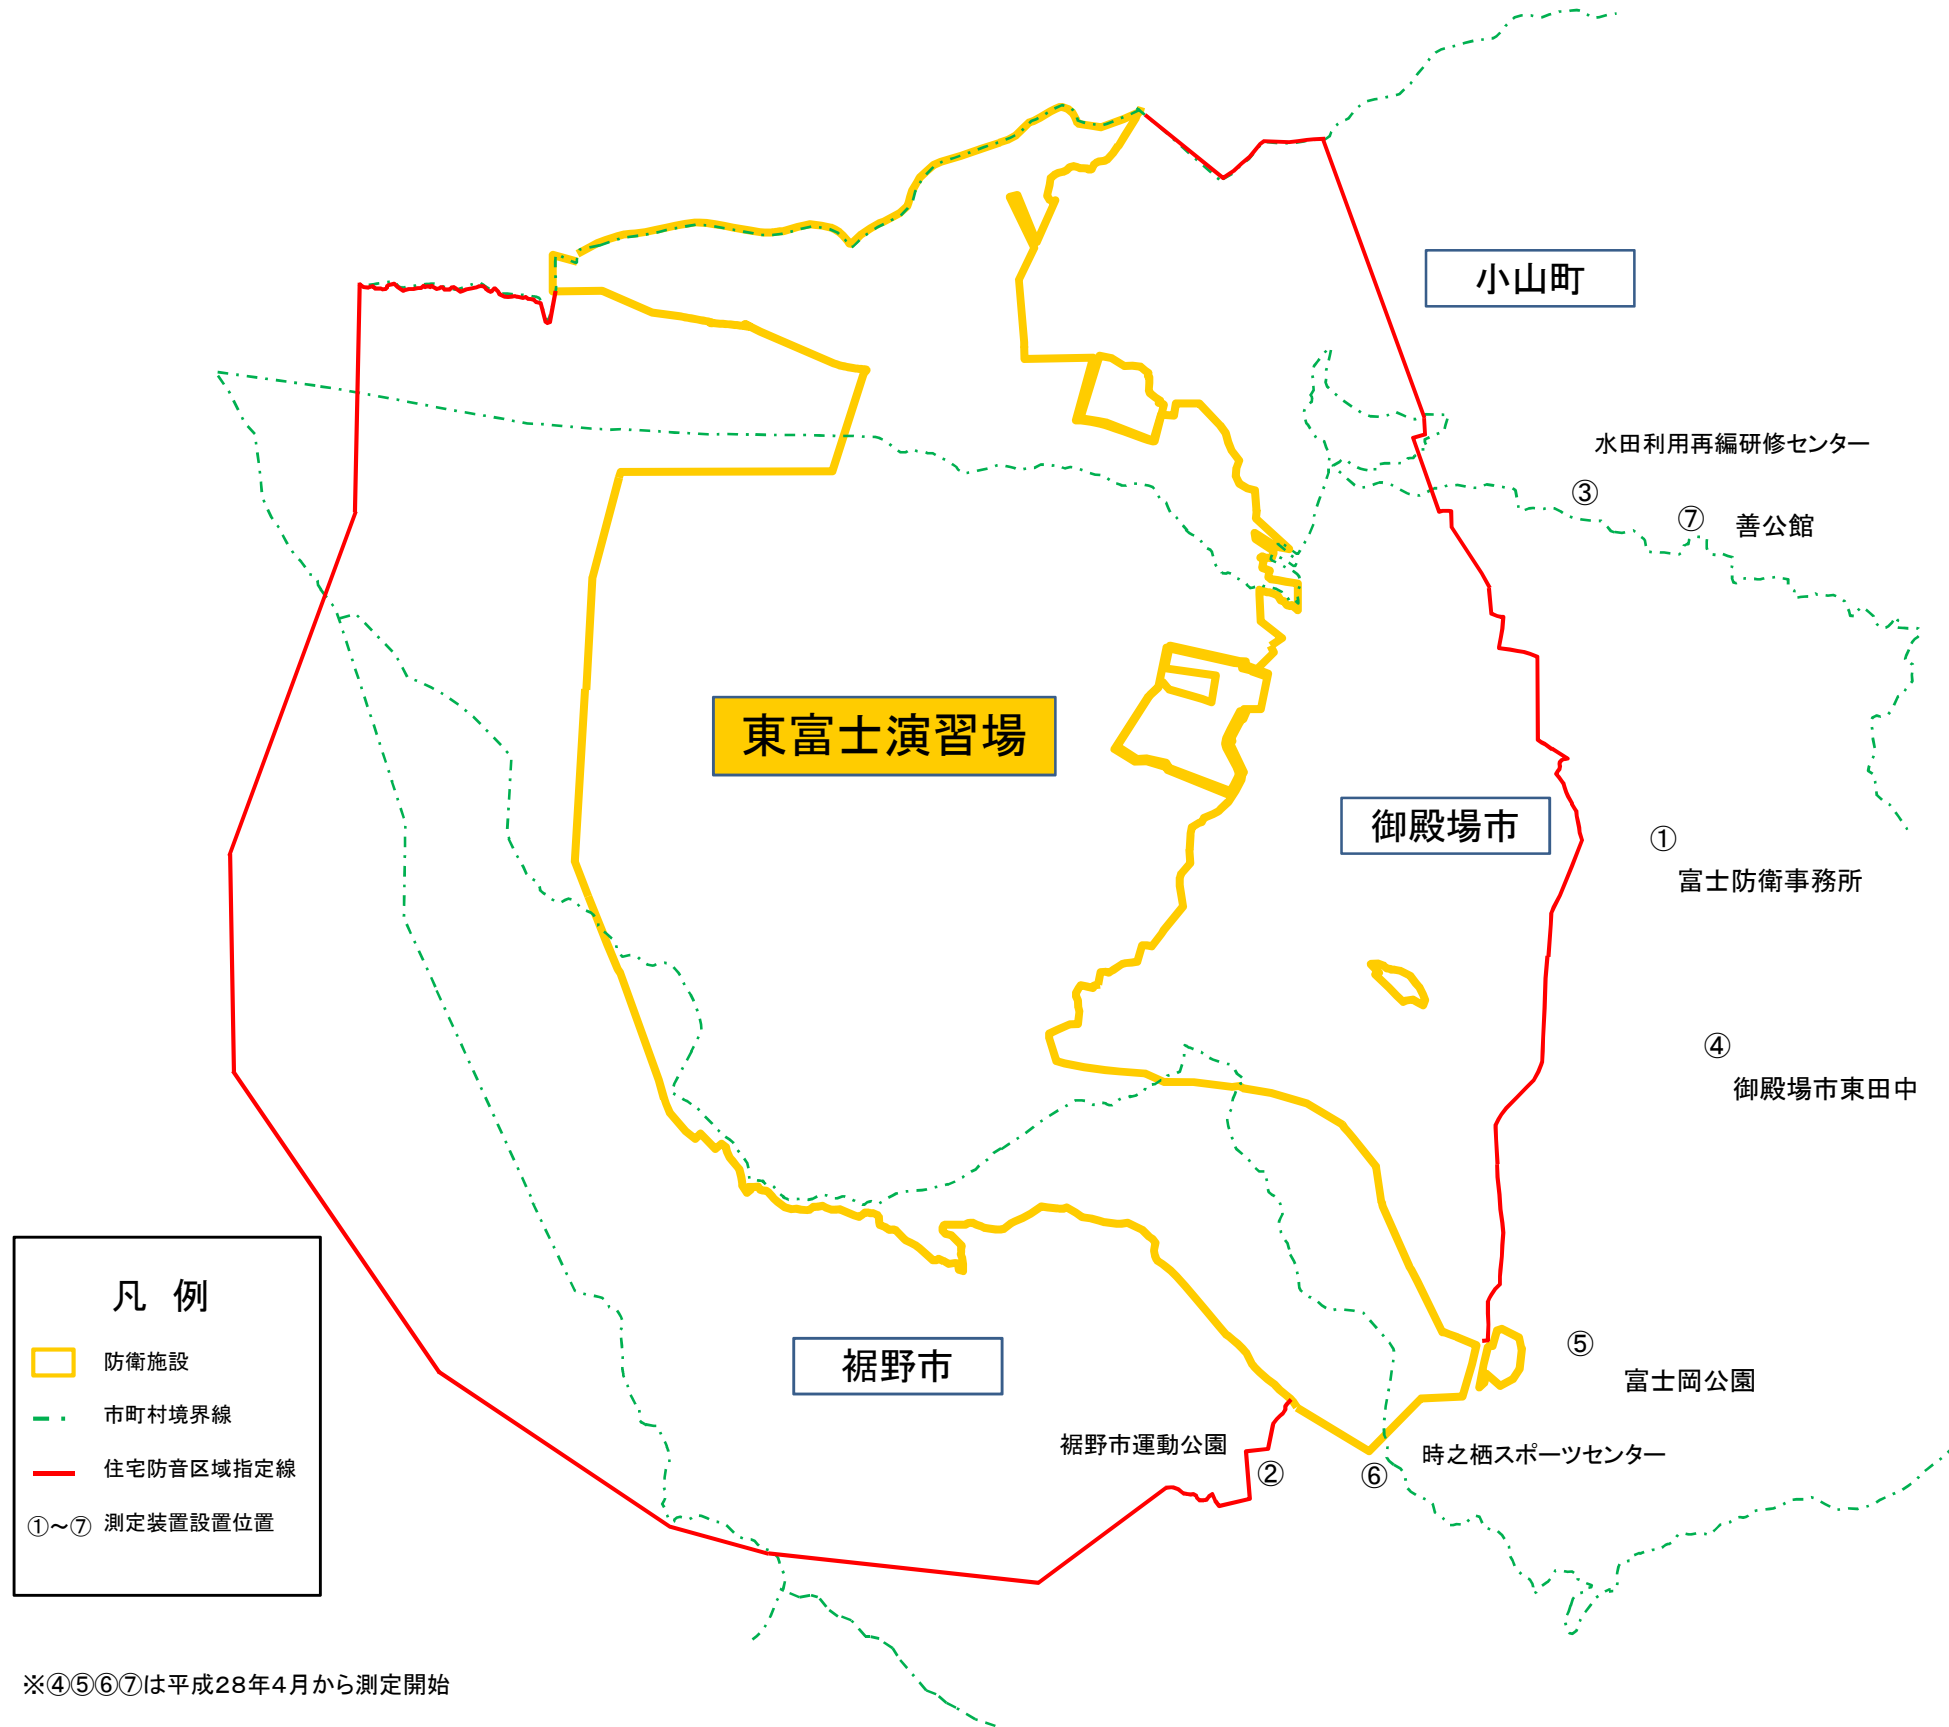 小山町
水田利用再編研修センター
③
⑦ 善公館
東富士演習場
御殿場市
①
富士防衛事務所
④
御殿場市東田中
凡 例
防衛施設
市町村境界線
住宅防音区域指定線
①～⑦ 測定装置設置位置
裾野市
⑤
富士岡公園
裾野市運動公園
②
⑥
時之栖スポーツセンター
※④⑤⑥⑦は平成28年4月から測定開始